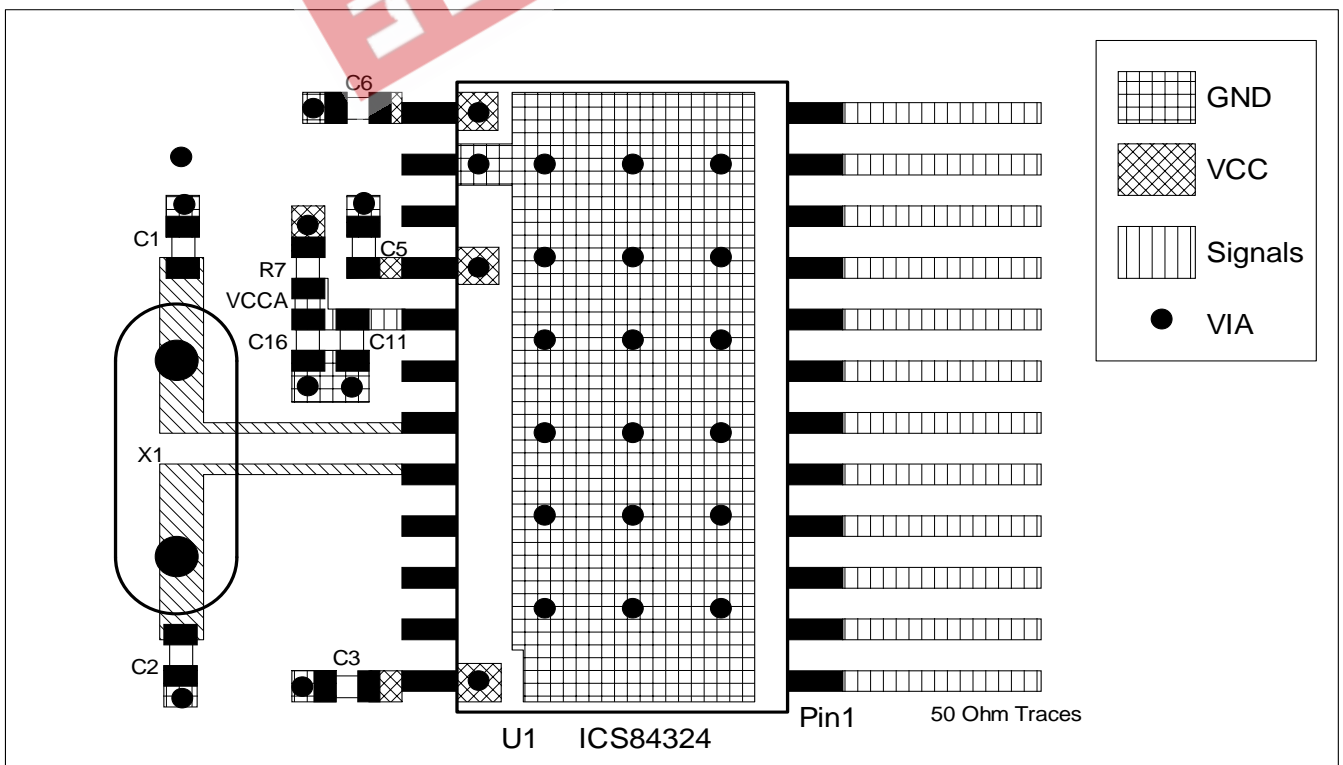 C6
GND
VCC
C1
C5
Signals
R7
VCCA
VIA
C16
C11
X1
C3
C2
Pin1
50 Ohm Traces
U1 ICS84324